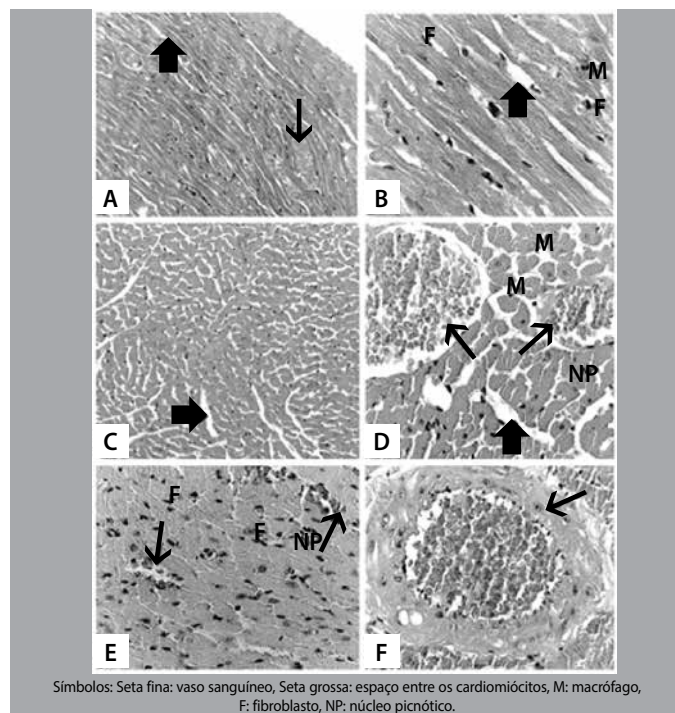 F
M
F
A
B
M
M
NP
C
D
F
F
NP
E
F
Símbolos: Seta fina: vaso sanguíneo, Seta grossa: espaço entre os cardiomiócitos, M: macrófago,
F: fibroblasto, NP: núcleo picnótico.